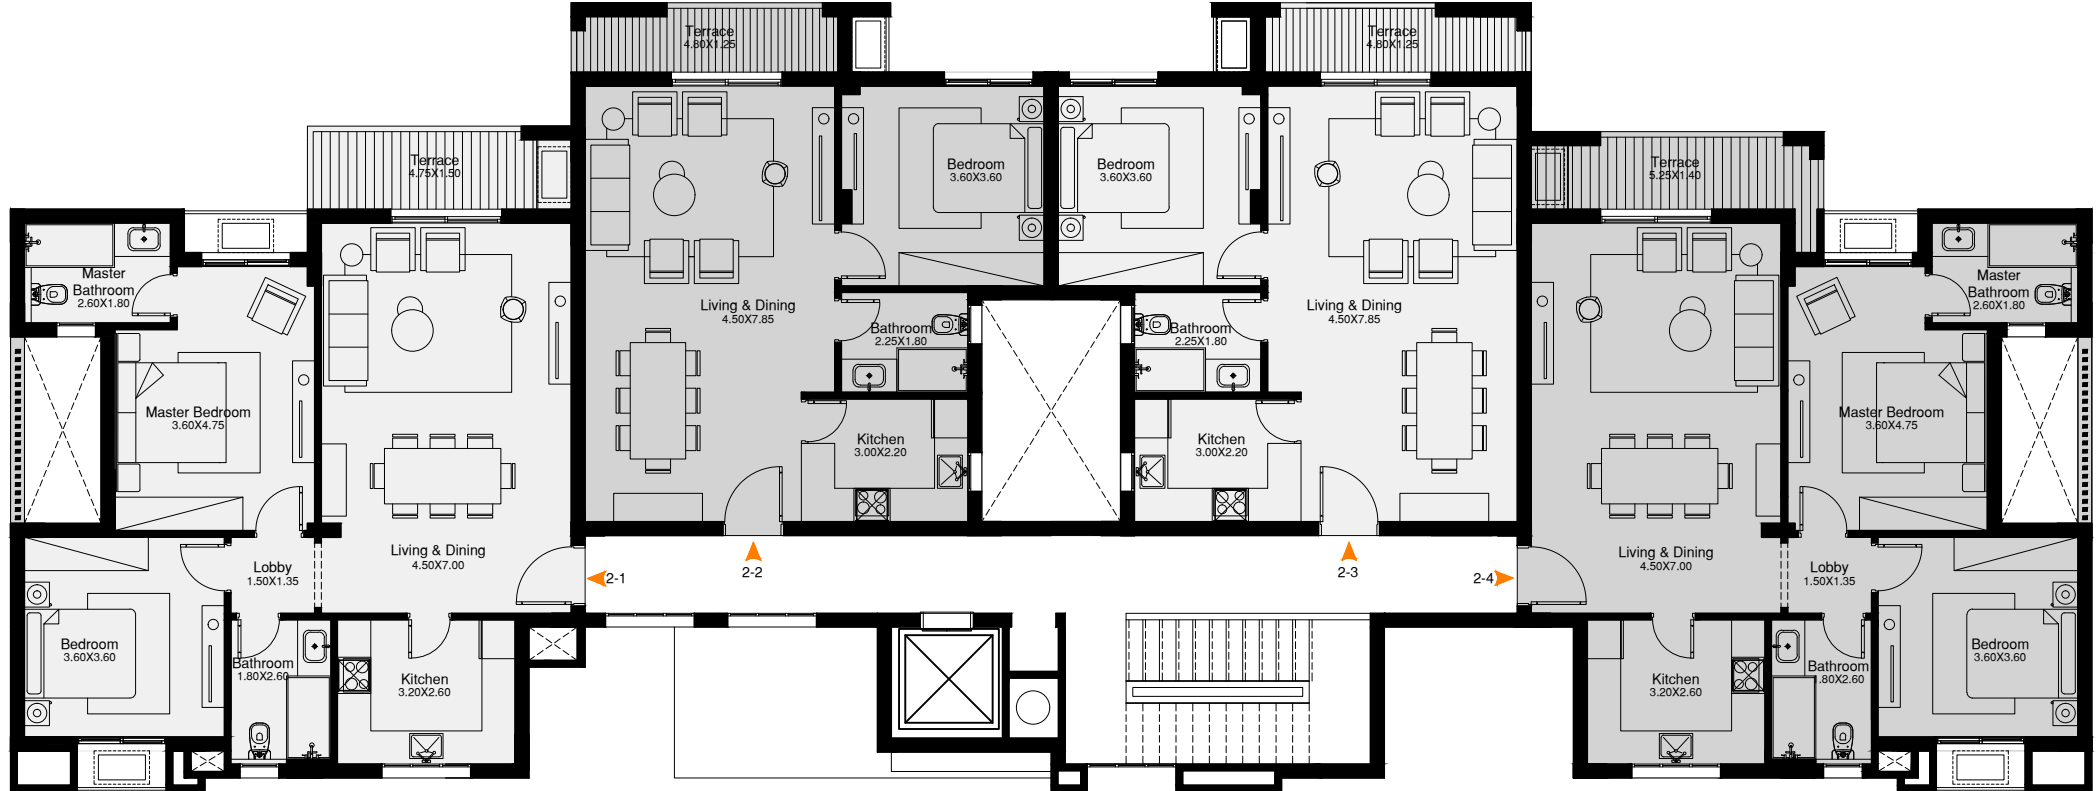 Terrace
4.80X1.25
Terrace
4.80X1.25
Terrace
4.75X1.50
Terrace
5.25X1.40
Bedroom
3.60X3.60
Bedroom
3.60X3.60
Master
Bathroom
2.60X1.80
Master
Bathroom
2.60X1.80
Living & Dining
4.50X7.85
Living & Dining
4.50X7.85
Bathroom
2.25X1.80
Bathroom
2.25X1.80
Master Bedroom
3.60X4.75
Master Bedroom
3.60X4.75
Kitchen
3.00X2.20
Kitchen
3.00X2.20
Living & Dining
4.50X7.00
Living & Dining
4.50X7.00
Lobby
1.50X1.35
Lobby
1.50X1.35
2-1
2-2
2-3
2-4
Bedroom
3.60X3.60
Bedroom
3.60X3.60
Bathroom
1.80X2.60
Bathroom
1.80X2.60
Kitchen
3.20X2.60
Kitchen
3.20X2.60